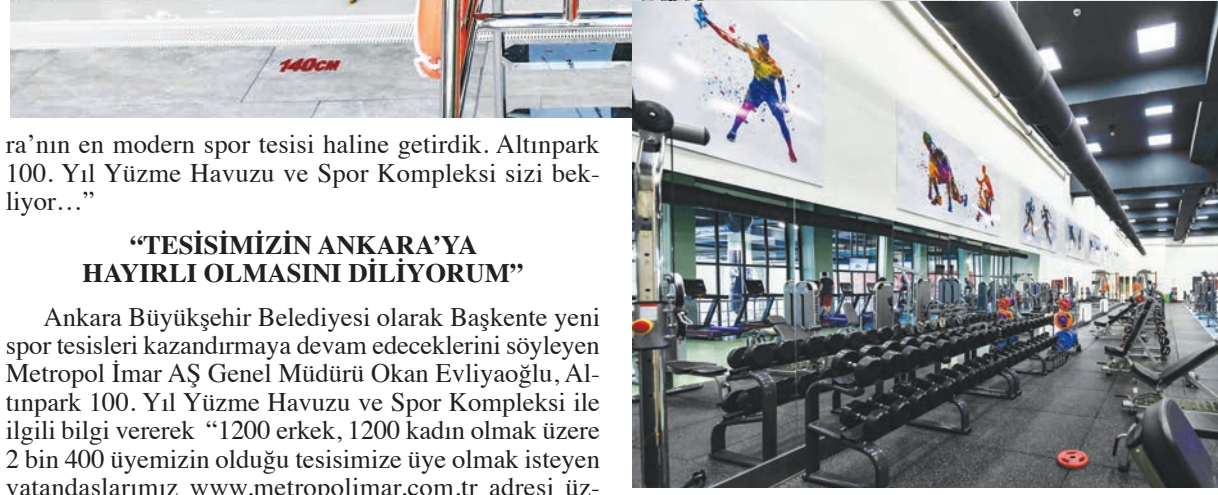 140CM
ra’nın en modern spor tesisi haline getirdik. Altınpark
100. Yıl Yüzme Havuzu ve Spor Kompleksi sizi bek-
liyor…”
“TESİSİMİZİN ANKARA’YA
HAYIRLI OLMASINI DİLİYORUM”
Ankara Büyükşehir Belediyesi olarak Başkente yeni
spor tesisleri kazandırmaya devam edeceklerini söyleyen
Metropol İmar AŞ Genel Müdürü Okan Evliyaoğlu, Al-
tınpark 100. Yıl Yüzme Havuzu ve Spor Kompleksi ile
ilgili bilgi vererek “1200 erkek, 1200 kadın olmak üzere
2 bin 400 üyemizin olduğu tesisimize üye olmak isteyen
vatandaşlarımız www.metropolimar.com.tr adresi üz-